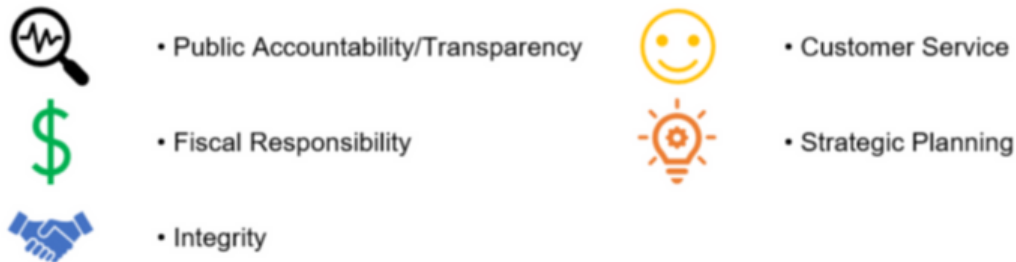 • Public Accountability/Transparency
• Fiscal Responsibility
• Integrity
• Customer Service
• Strategic Planning